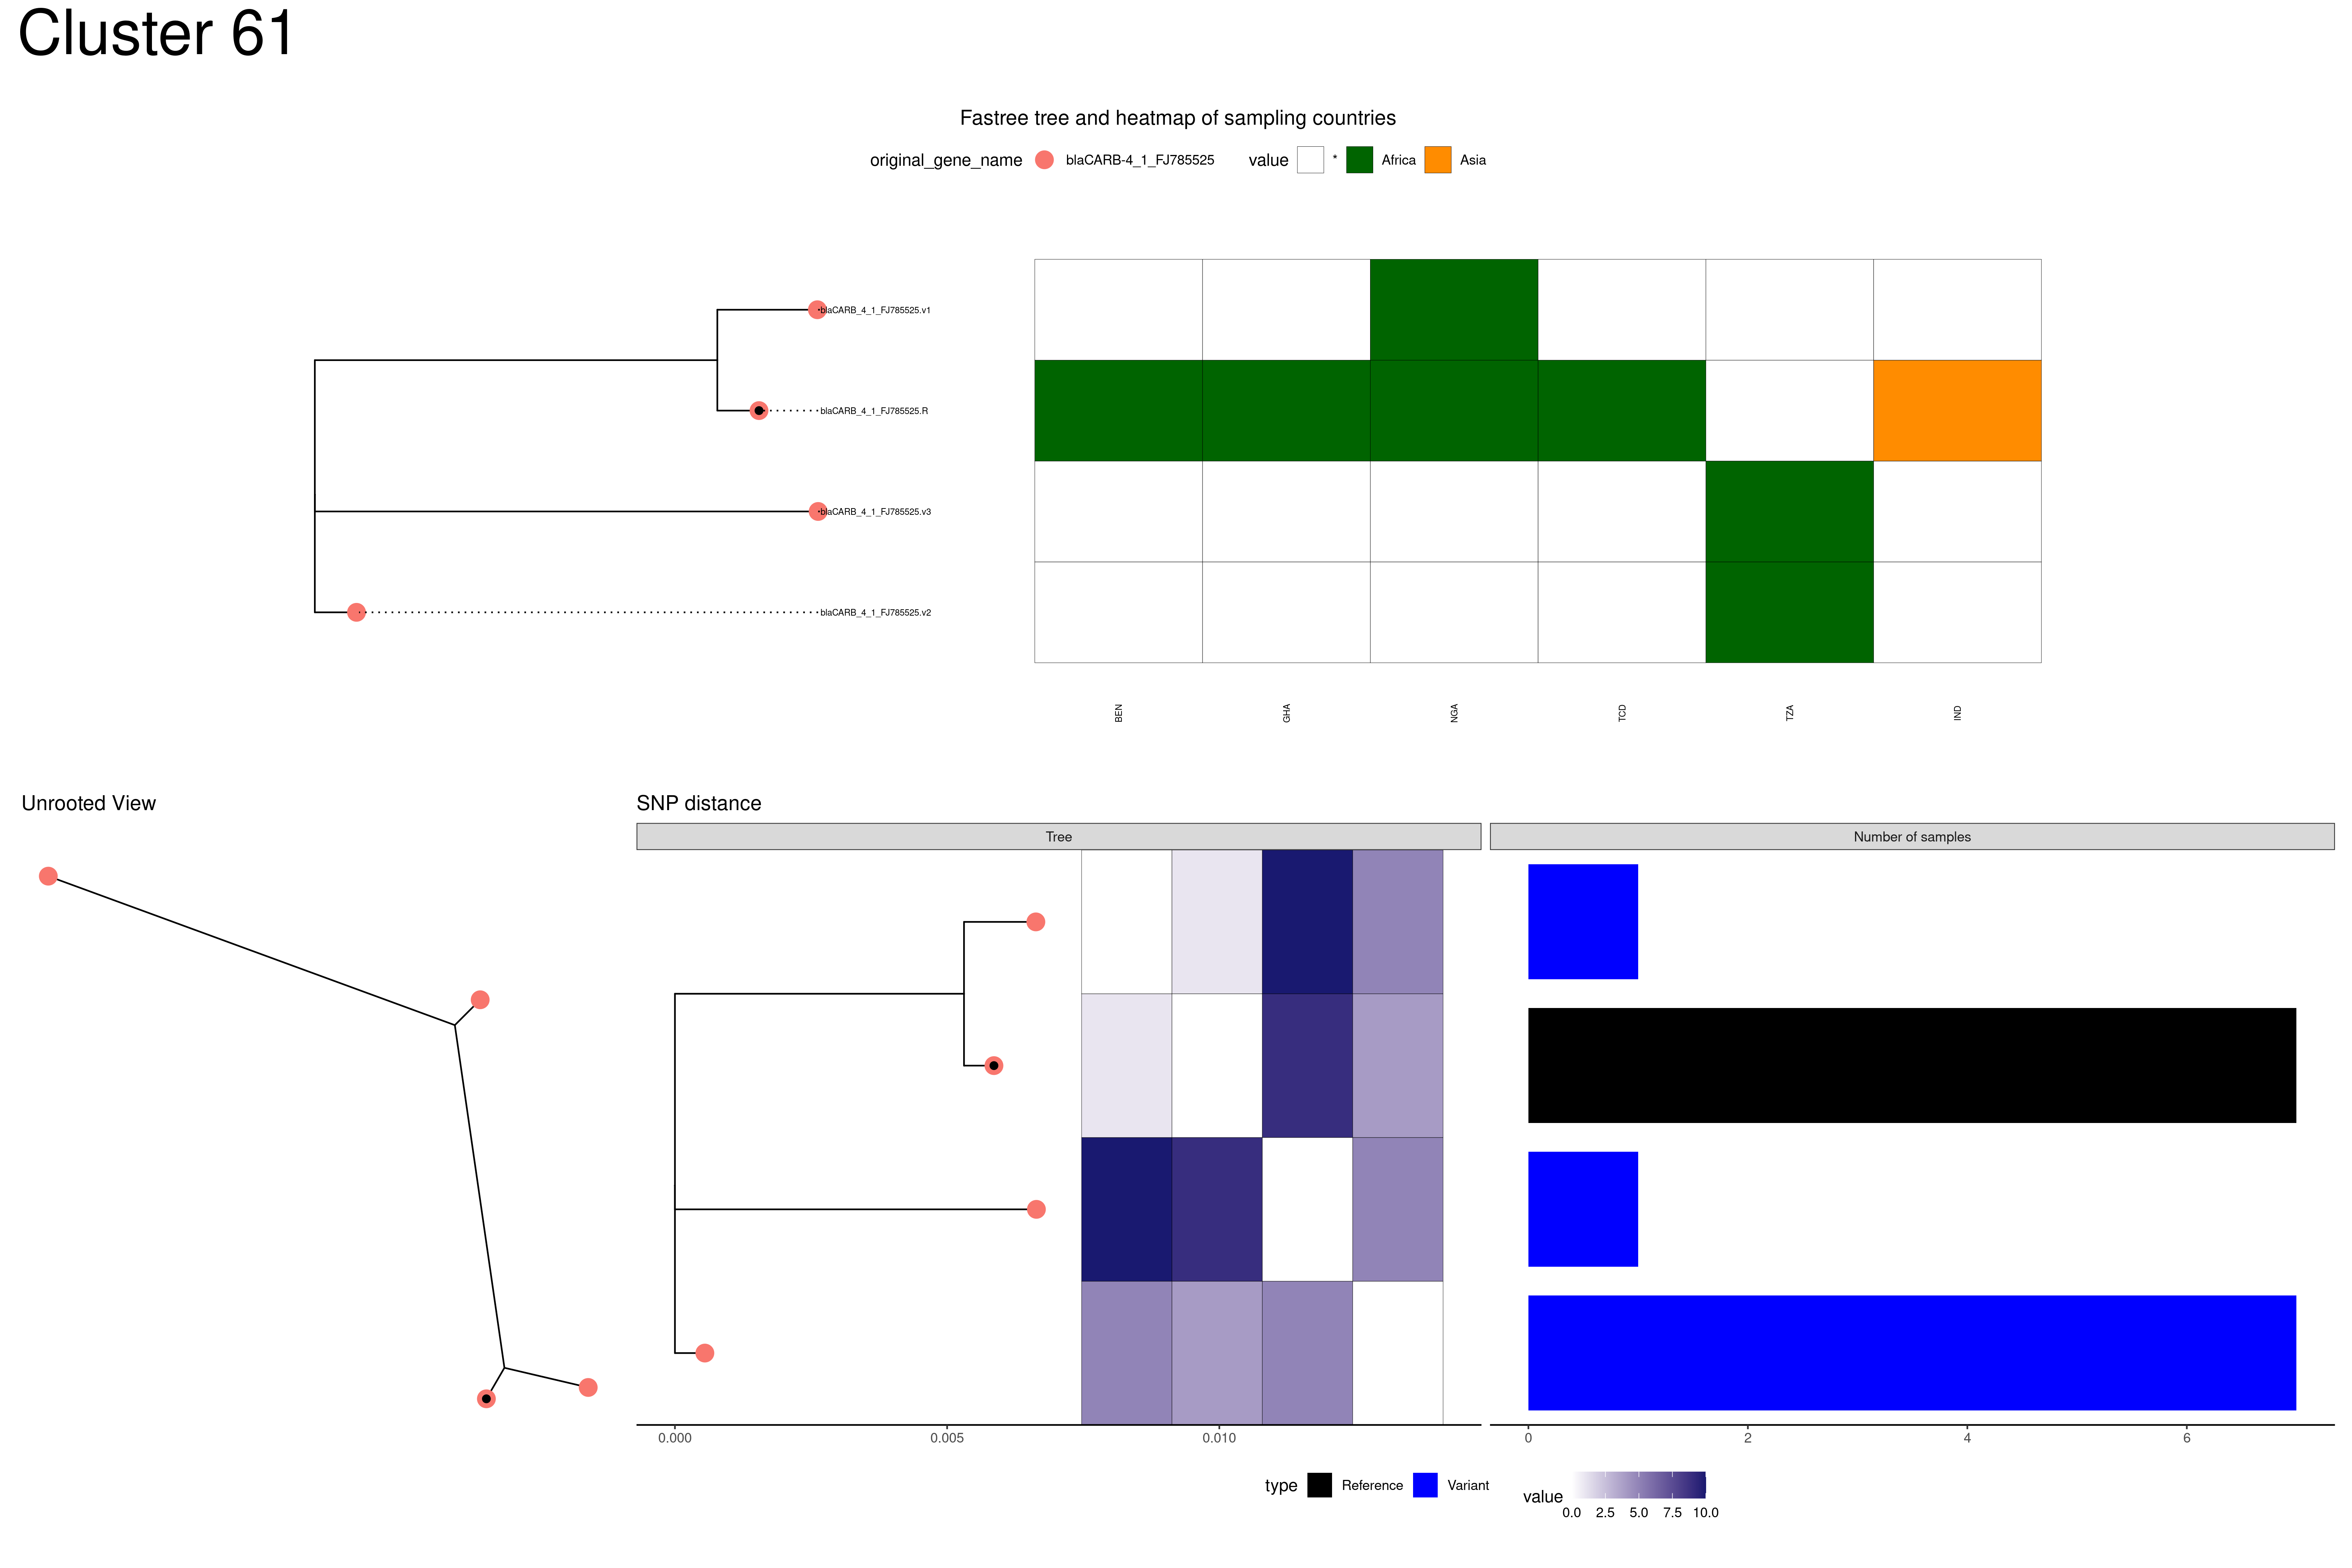 Cluster 61
Fastree tree and heatmap of sampling countries
original_gene_name blaCARB-4_1_FJ785525 value * Africa Asia
blaCARB_4_1_FJ785525.v1
blaCARB_4_1_FJ785525.R
blaCARB_4_1_FJ785525.v3
blaCARB_4_1_FJ785525.v2
BEN GHA NGA TCD TZA IND
Unrooted View SNP distance
Tree Number of samples
0.000 0.005 0.010 0 2 4 6
type Reference Variant value
0.0 2.5 5.0 7.5 10.0